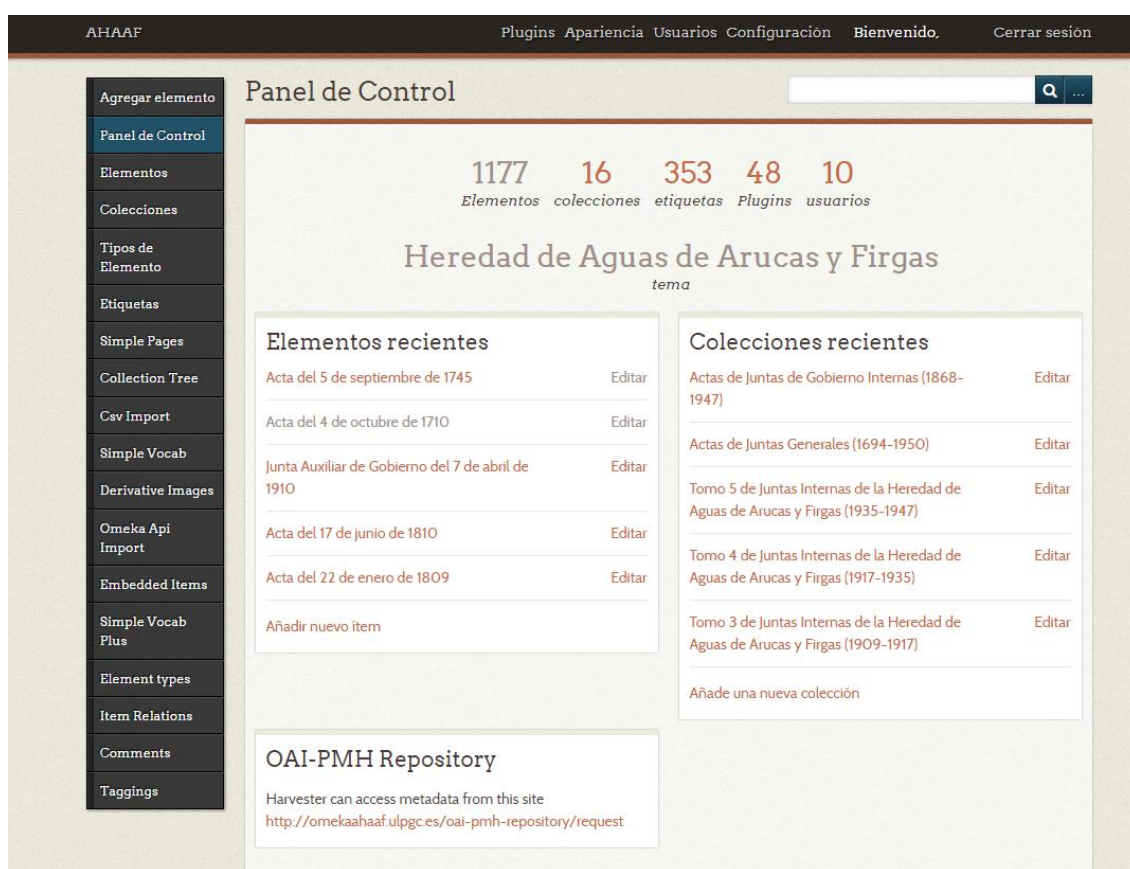 AHAAF
Plugins Apariencia Usuarios Configuración Bienvenido, Cerrar sesión
Agregar elemento
Panel de Control
Elementos
Colecciones
Tipos de
Elemento
Etiquetas
Simple Pages
Collection Tree
Csv Import
Simple Vocab
Derivative Images
Omeka Api
Import
Embedded Items
Simple Vocab
Plus
Element types
Item Relations
Comments
Taggings
Panel de Control
...
1177 16 353 48 10
Elementos colecciones etiquetas Plugins usuarios
Heredad de Aguas de Arucas y Firgas
tema
Elementos recientes
Acta del 5 de septiembre de 1745 Editar
Acta del 4 de octubre de 1710 Editar
Junta Auxiliar de Gobierno del 7 de abril de Editar
1910
Acta del 17 de junio de 1810 Editar
Acta del 22 de enero de 1809 Editar
Añadir nuevo ítem
Colecciones recientes
Actas de Juntas de Gobierno Internas (1868- Editar
1947)
Actas de Juntas Generales (1694-1950) Editar
Tomo 5 de Juntas Internas de la Heredad de Editar
Aguas de Arucas y Firgas (1935-1947)
Tomo 4 de Juntas Internas de la Heredad de Editar
Aguas de Arucas y Firgas (1917-1935)
Tomo 3 de Juntas Internas de la Heredad de Editar
Aguas de Arucas y Firgas (1909-1917)
Añade una nueva colección
OAI-PMH Repository
Harvester can access metadata from this site
http://omekaahaaf.ulpgc.es/oai-pmh-repository/request